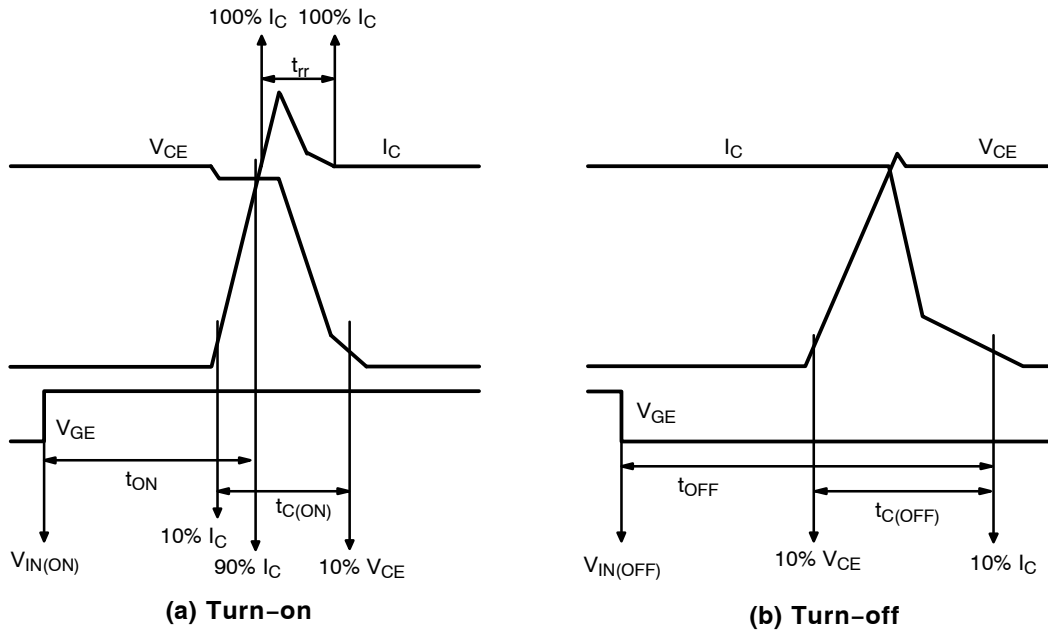 100% I_C 100% I_C
t_rr
V_CE
I_C
V_GE
t_ON
t_C(ON)
10% I_C
V_IN(ON)
90% I_C
10% V_CE
(a) Turn−on
I_C
V_CE
V_GE
t_OFF
t_C(OFF)
V_IN(OFF)
10% V_CE
10% I_C
(b) Turn−off